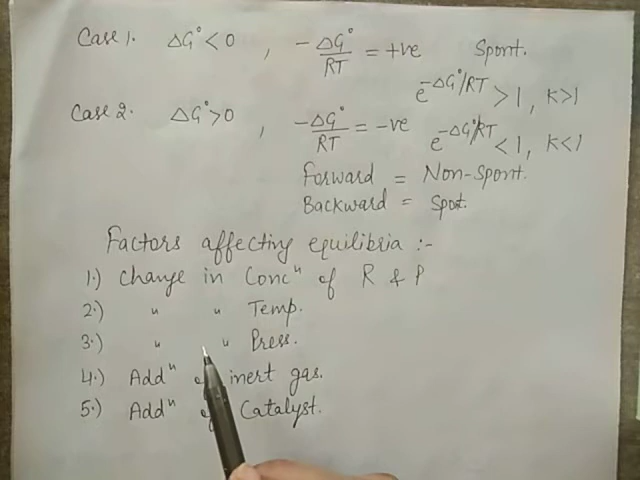 Case 1. ΔG°<0 , -ΔG°/RT = +ve Spont.
e^-ΔG°/RT >1, K>1
Case 2. ΔG°>0 , -ΔG°/RT = -ve e^-ΔG°/RT <1, K<1
Forward = Non-Spont.
Backward = Spot.
Factors affecting equilibria :-
1.) Change in Concⁿ of R & P
2.) " " Temp.
3.) " " Press.
4.) Addⁿ of inert gas.
5.) Addⁿ of Catalyst.